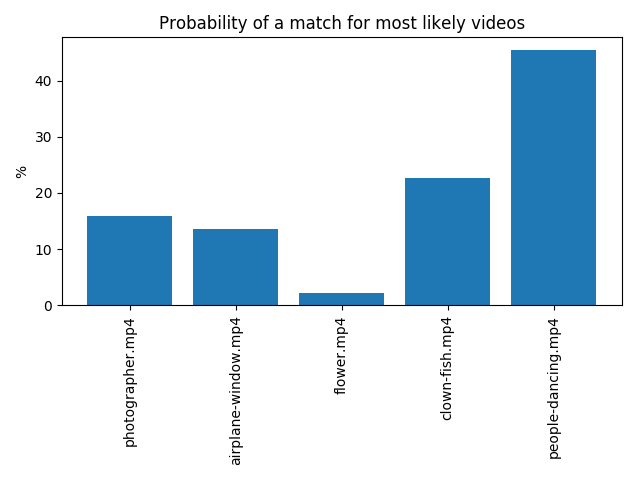 Probability of a match for most likely videos
%
40
30
20
10
0
photographer.mp4
airplane-window.mp4
flower.mp4
clown-fish.mp4
people-dancing.mp4